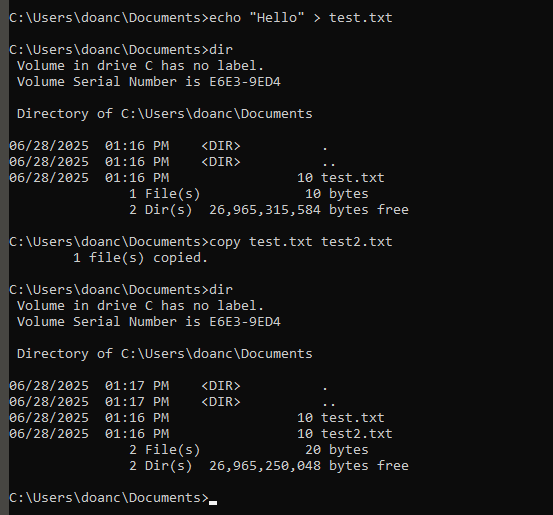 C:\Users\doanc\Documents>echo "Hello" > test.txt
C:\Users\doanc\Documents>dir
 Volume in drive C has no label.
 Volume Serial Number is E6E3-9ED4
 Directory of C:\Users\doanc\Documents
06/28/2025  01:16 PM    <DIR>          .
06/28/2025  01:16 PM    <DIR>          ..
06/28/2025  01:16 PM                10 test.txt
               1 File(s)             10 bytes
               2 Dir(s)  26,965,315,584 bytes free
C:\Users\doanc\Documents>copy test.txt test2.txt
        1 file(s) copied.
C:\Users\doanc\Documents>dir
 Volume in drive C has no label.
 Volume Serial Number is E6E3-9ED4
 Directory of C:\Users\doanc\Documents
06/28/2025  01:17 PM    <DIR>          .
06/28/2025  01:17 PM    <DIR>          ..
06/28/2025  01:16 PM                10 test.txt
06/28/2025  01:16 PM                10 test2.txt
               2 File(s)             20 bytes
               2 Dir(s)  26,965,250,048 bytes free
C:\Users\doanc\Documents>